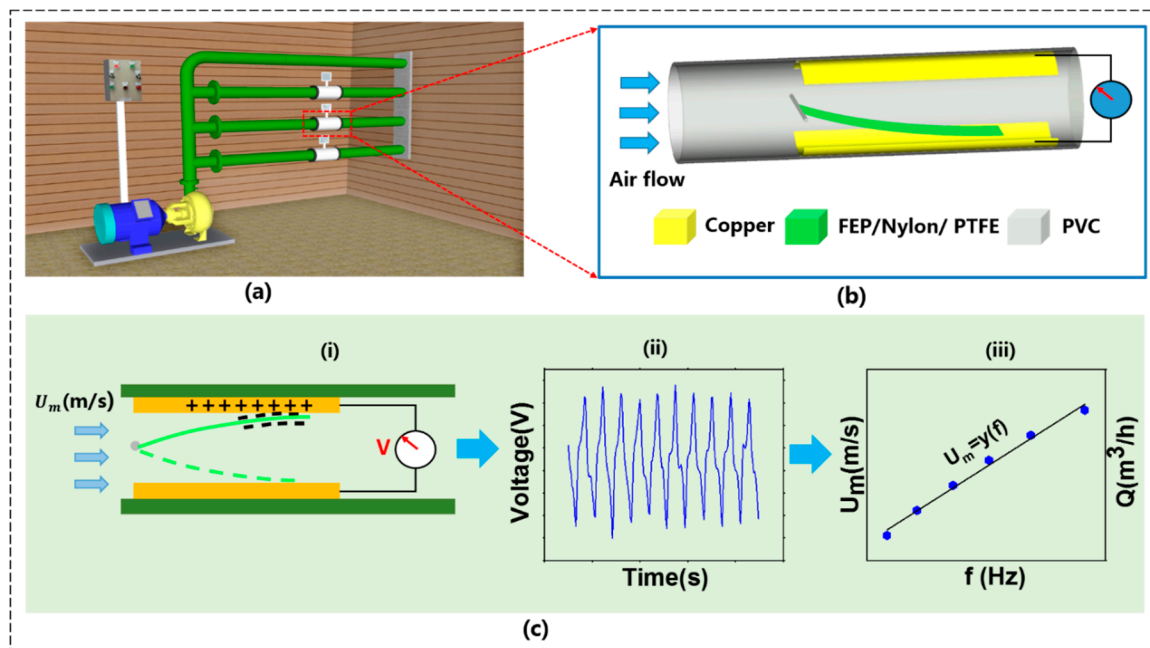 Air flow
Copper
FEP/Nylon/ PTFE
PVC
(a)
(b)
(i)
(ii)
(iii)
U_m(m/s)
+ + + + + + + +
V
Voltage(V)
Time(s)
U_m(m/s)
U_m=y(f)
Q(m³/h)
f (Hz)
(c)